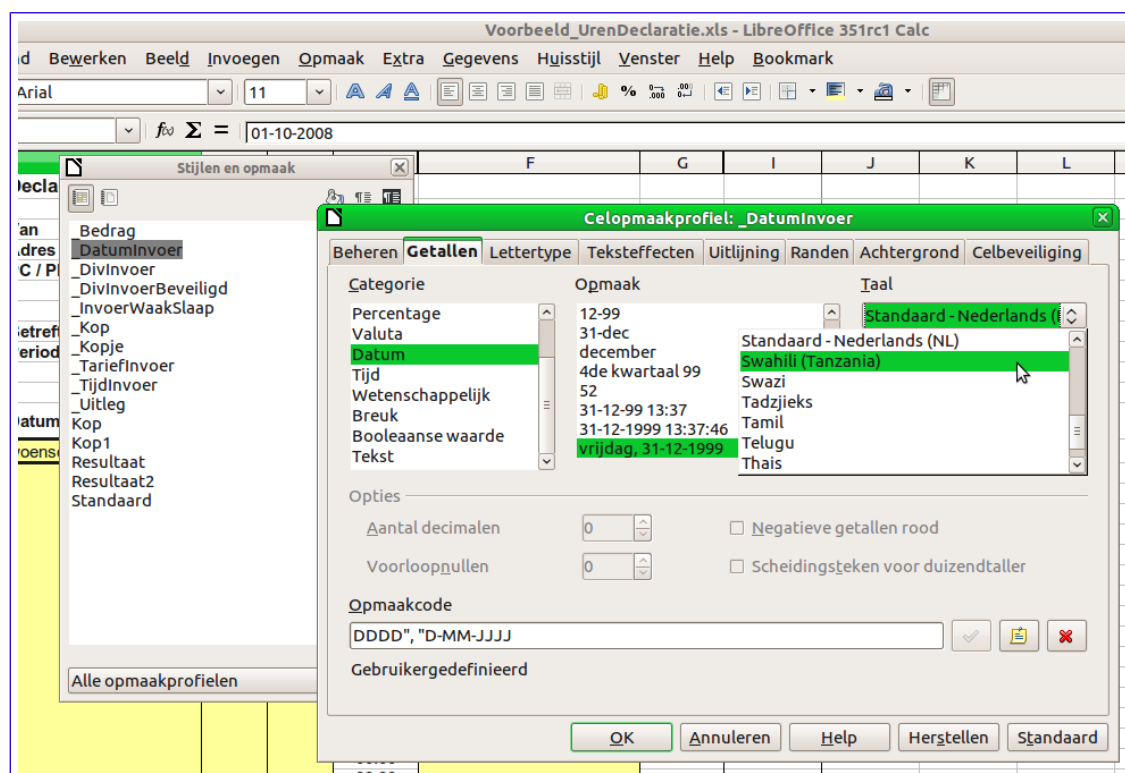 Voorbeeld_UrenDeclaratie.xls - LibreOffice 351rc1 Calc
Bewerken Beeld Invoegen Opmaak Extra Gegevens Huisstijl Venster Help Bookmark
Arial 11 %
01-10-2008
F G I J K L
Stijlen en opmaak
_Bedrag
_DatumInvoer
_DivInvoer
_DivInvoerBeveiligd
_InvoerWaakSlaap
_Kop
_Kopje
_TariefInvoer
_TijdInvoer
_Uitleg
Kop
Kop1
Resultaat
Resultaat2
Standaard
Alle opmaakprofielen
Adres
Celopmaakprofiel: _DatumInvoer
Beheren Getallen Lettertype Teksteffecten Uitlijning Randen Achtergrond Celbeveiliging
Categorie
Percentage
Valuta
Datum
Tijd
Wetenschappelijk
Breuk
Booleaanse waarde
Tekst
Opmaak
12-99
31-dec
december
4de kwartaal 99
52
31-12-99 13:37
31-12-1999 13:37:46
vrijdag, 31-12-1999
Taal
Standaard - Nederlands (
Standaard - Nederlands (NL)
Swahili (Tanzania)
Swazi
Tadzjieks
Tamil
Telugu
Thais
Opties
Aantal decimalen 0
Negatieve getallen rood
Voorloopnullen 0
Scheidingsteken voor duizendtaller
Opmaakcode
DDDD", "D-MM-JJJJ
Gebruikergedefinieerd
OK Annuleren Help Herstellen Standaard